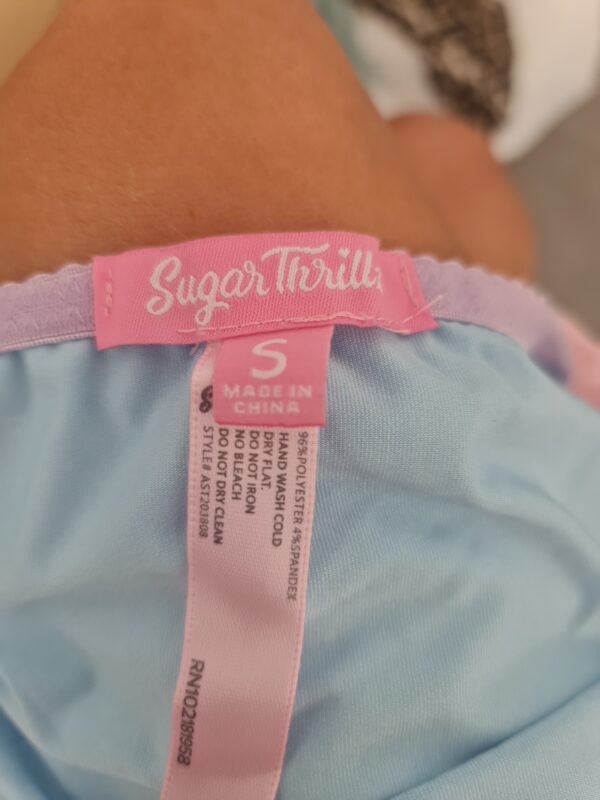 Sugar Thrillz
S
MADE IN
CHINA
96%POLYESTER 4%SPANDEX
HAND WASH COLD
DRY FLAT.
DO NOT IRON
NO BLEACH
DO NOT DRY CLEAN
STYLE# AST203808
RN102181958